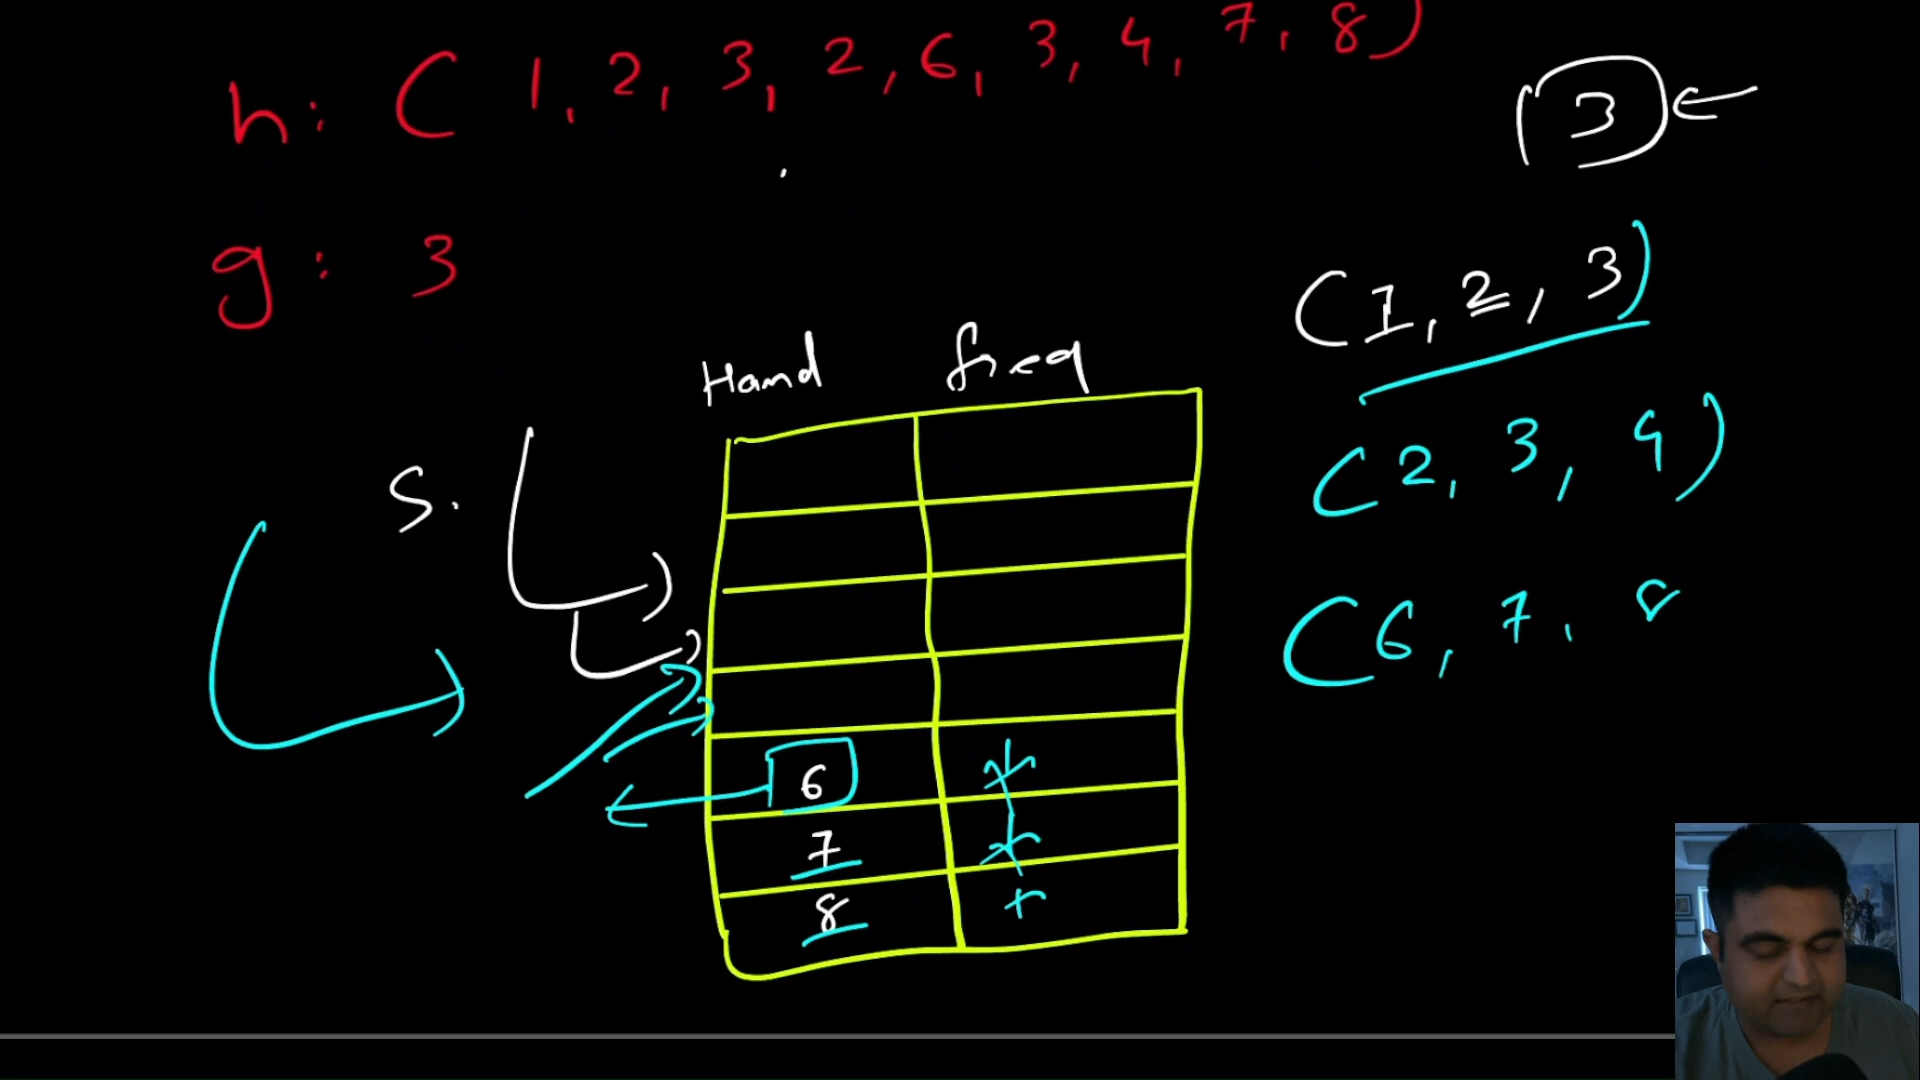 h: ( 1, 2, 3, 2, 6, 3, 4, 7, 8)
3
g: 3
(1, 2, 3)
Hand freq
(2, 3, 4)
S.
(6, 7, 8
6
7
8